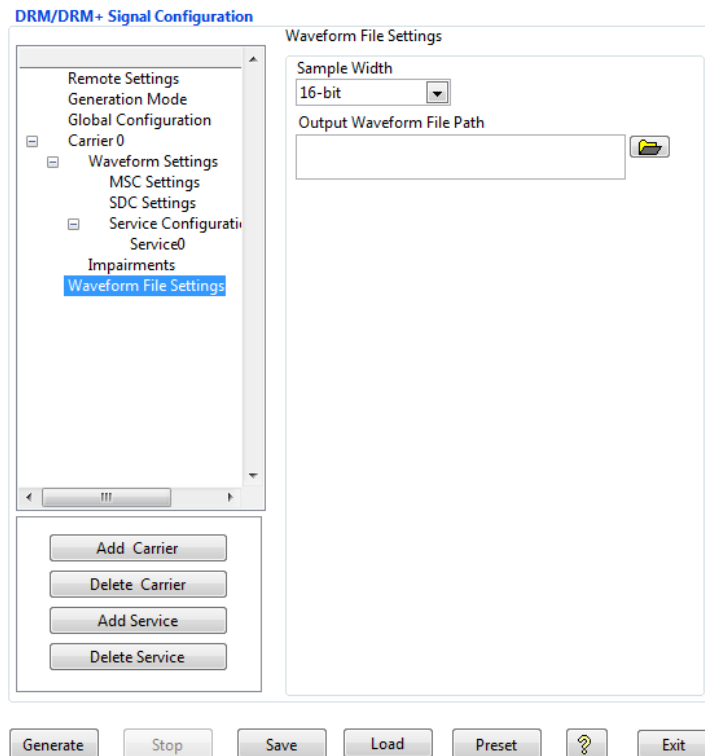 DRM/DRM+ Signal Configuration
Remote Settings
Generation Mode
Global Configuration
Carrier 0
Waveform Settings
MSC Settings
SDC Settings
Service Configurati
Service0
Impairments
Waveform File Settings
Add Carrier
Delete Carrier
Add Service
Delete Service
Waveform File Settings
Sample Width
16-bit
Output Waveform File Path
Generate
Stop
Save
Load
Preset
?
Exit